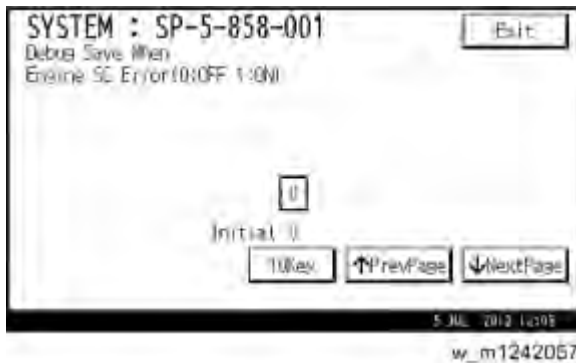 SYSTEM : SP-5-858-001
Exit
Debug Save When
Engine SC Error(0:OFF 1:ON)
0
Initial 0
10Key ↑PrevPage ↓NextPage
5 JUL 2012 12:05
w_m1242057